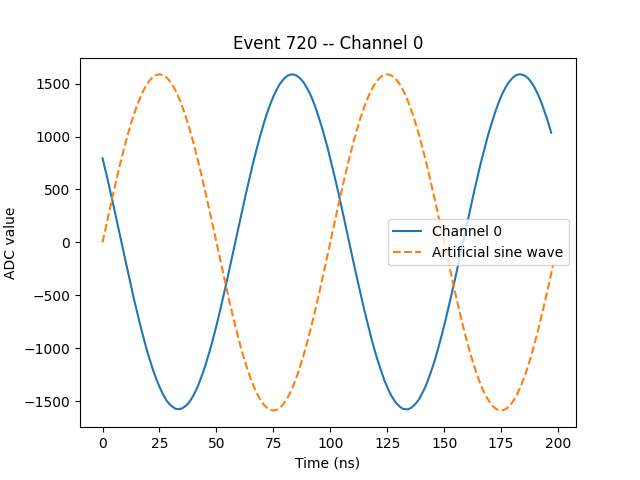 Event 720 -- Channel 0
ADC value
1500
1000
500
0
−500
−1000
−1500
Channel 0
Artificial sine wave
0 25 50 75 100 125 150 175 200
Time (ns)